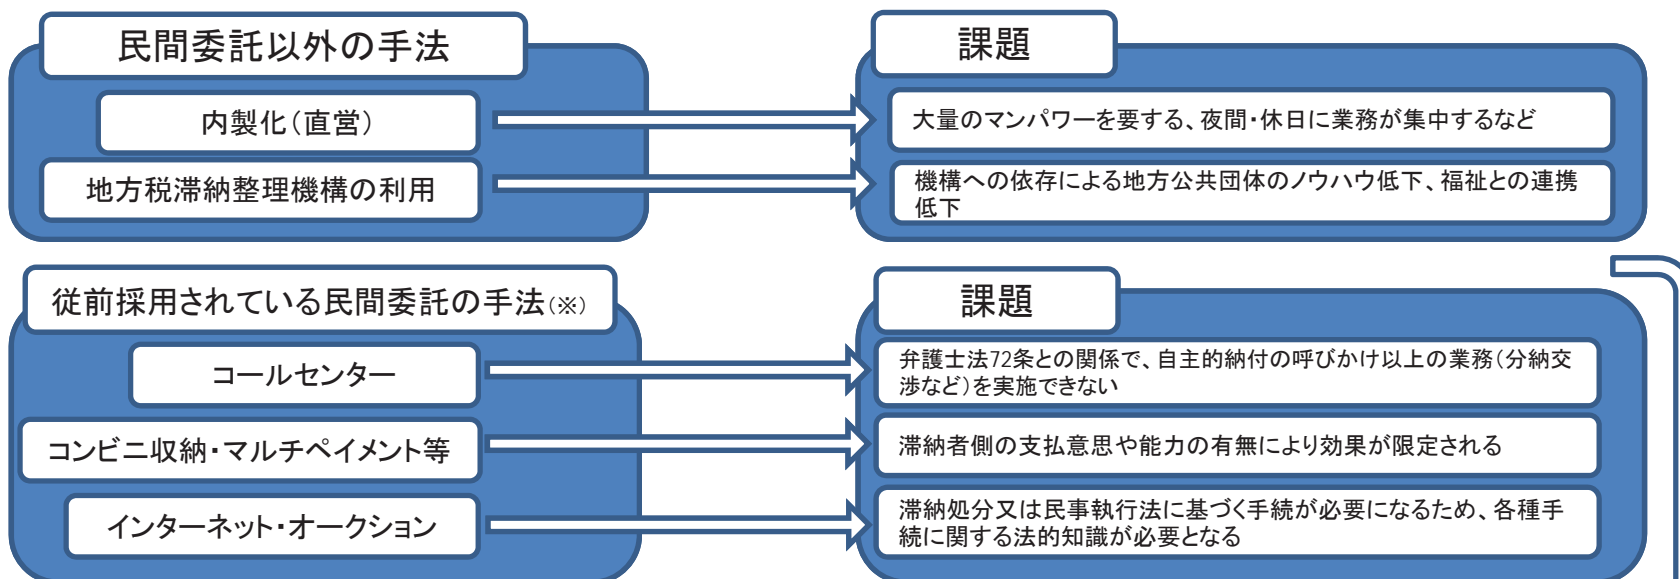 民間委託以外の手法
課題
内製化(直営)
大量のマンパワーを要する、夜間・休日に業務が集中するなど
地方税滞納整理機構の利用
機構への依存による地方公共団体のノウハウ低下、福祉との連携
低下
従前採用されている民間委託の手法(※)
課題
コールセンター
弁護士法72条との関係で、自主的納付の呼びかけ以上の業務(分納交
渉など)を実施できない
コンビニ収納・マルチペイメント等
滞納者側の支払意思や能力の有無により効果が限定される
インターネット・オークション
滞納処分又は民事執行法に基づく手続が必要になるため、各種手
続に関する法的知識が必要となる